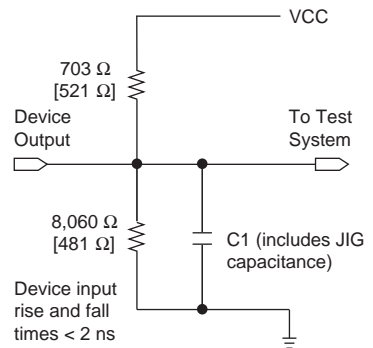 VCC
703 Ω
[521 Ω]
Device
Output
To Test
System
8,060 Ω
[481 Ω]
C1 (includes JIG
capacitance)
Device input
rise and fall
times < 2 ns